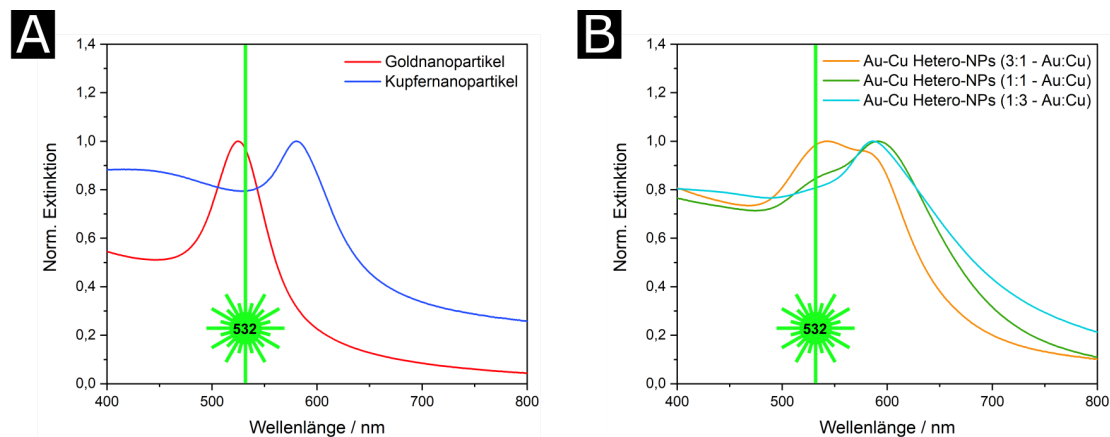 A
1,4
1,2
1,0
0,8
0,6
0,4
0,2
0,0
Norm. Extinktion
Goldnanopartikel
Kupfernanopartikel
532
400
500
600
700
800
Wellenlänge / nm
B
1,4
1,2
1,0
0,8
0,6
0,4
0,2
0,0
Norm. Extinktion
Au-Cu Hetero-NPs (3:1 - Au:Cu)
Au-Cu Hetero-NPs (1:1 - Au:Cu)
Au-Cu Hetero-NPs (1:3 - Au:Cu)
532
400
500
600
700
800
Wellenlänge / nm